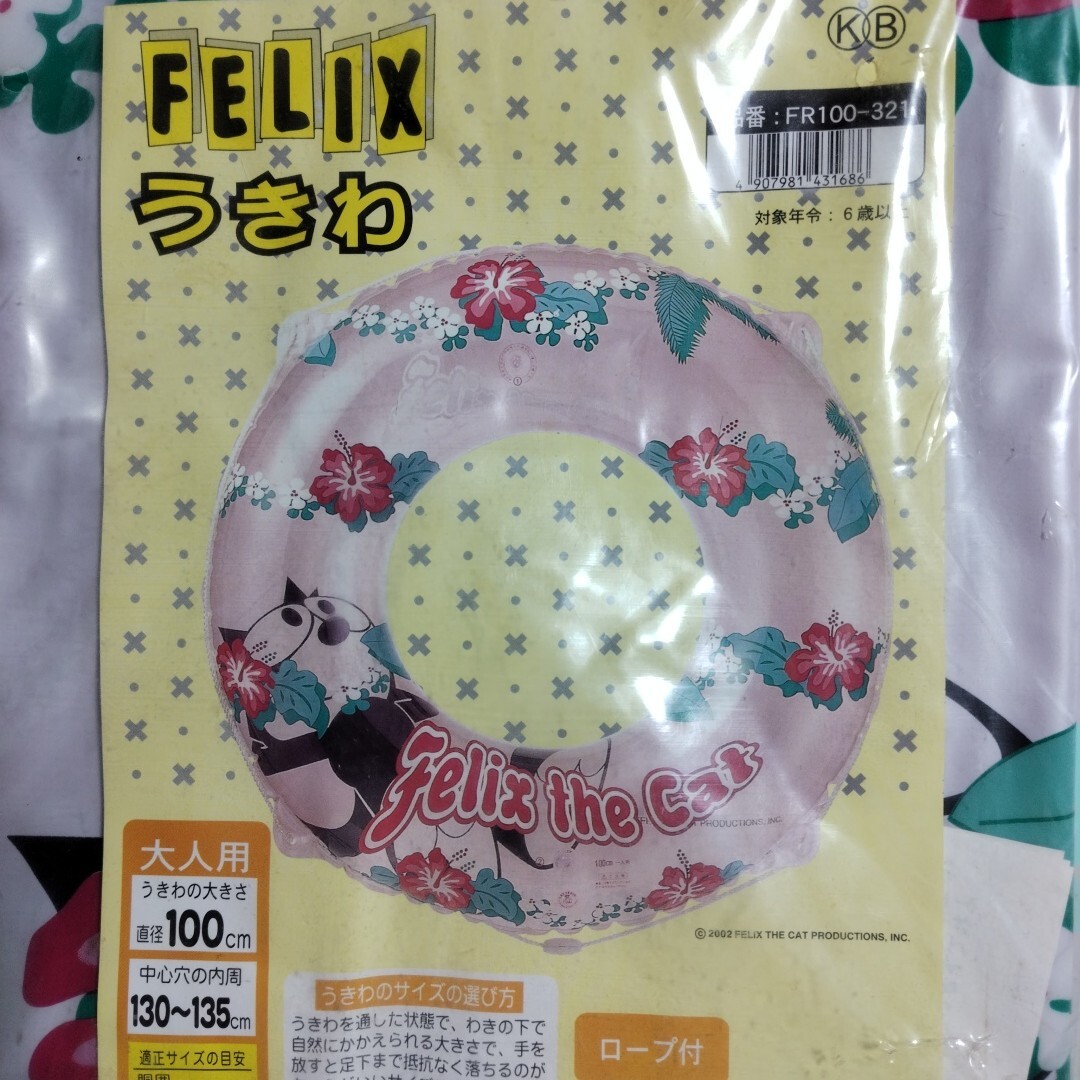 FELIX
うきわ
KB
品番：FR100-321
4 907981 431686
対象年令：６歳以上
Felix the Cat
PRODUCTIONS, INC.
100cm
© 2002 FELIX THE CAT PRODUCTIONS, INC.
大人用
うきわの大きさ
直径100cm
中心穴の内周
130〜135cm
適正サイズの目安
胴囲
うきわのサイズの選び方
うきわを通した状態で、わきの下で
自然にかかえられる大きさで、手を
放すと足下まで抵抗なく落ちるのが
ロープ付